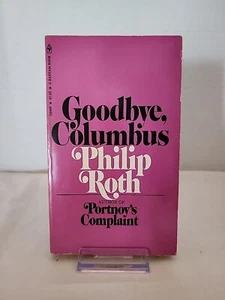 Goodbye,
Columbus
Philip
Roth
AUTHOR OF
Portnoy's
Complaint